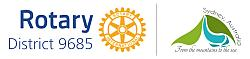 Rotary
District 9685
Sydney, Australia
From the mountains to the sea